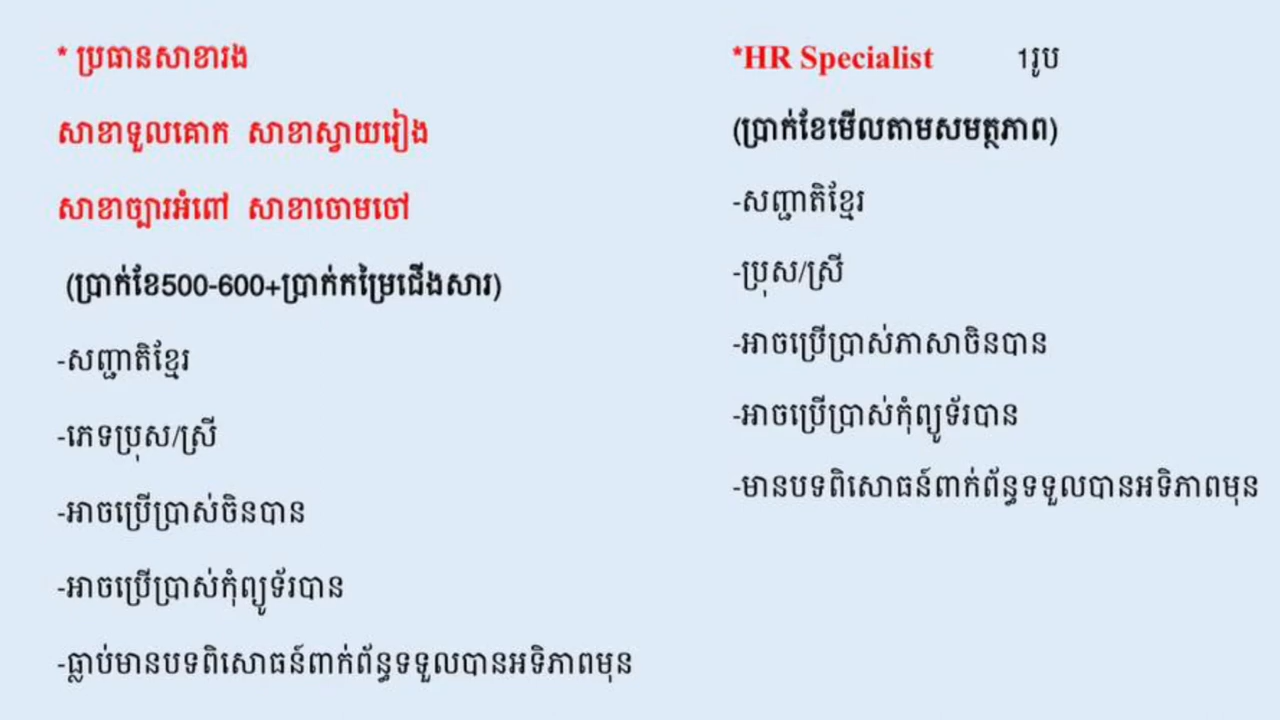 * ប្រធានសាខារង
សាខាទួលគោក សាខាស្វាយរៀង
សាខាច្បារអំពៅ សាខាចោមចៅ
(ប្រាក់ខែ500-600+ប្រាក់កម្រៃជើងសារ)
-សញ្ជាតិខ្មែរ
-ភេទប្រុស/ស្រី
-អាចប្រើប្រាស់ចិនបាន
-អាចប្រើប្រាស់កុំព្យូទ័របាន
-ធ្លាប់មានបទពិសោធន៍ពាក់ព័ន្ធទទួលបានអទិភាពមុន
*HR Specialist 1រូប
(ប្រាក់ខែមើលតាមសមត្ថភាព)
-សញ្ជាតិខ្មែរ
-ប្រុស/ស្រី
-អាចប្រើប្រាស់ភាសាចិនបាន
-អាចប្រើប្រាស់កុំព្យូទ័របាន
-មានបទពិសោធន៍ពាក់ព័ន្ធទទួលបានអទិភាពមុន